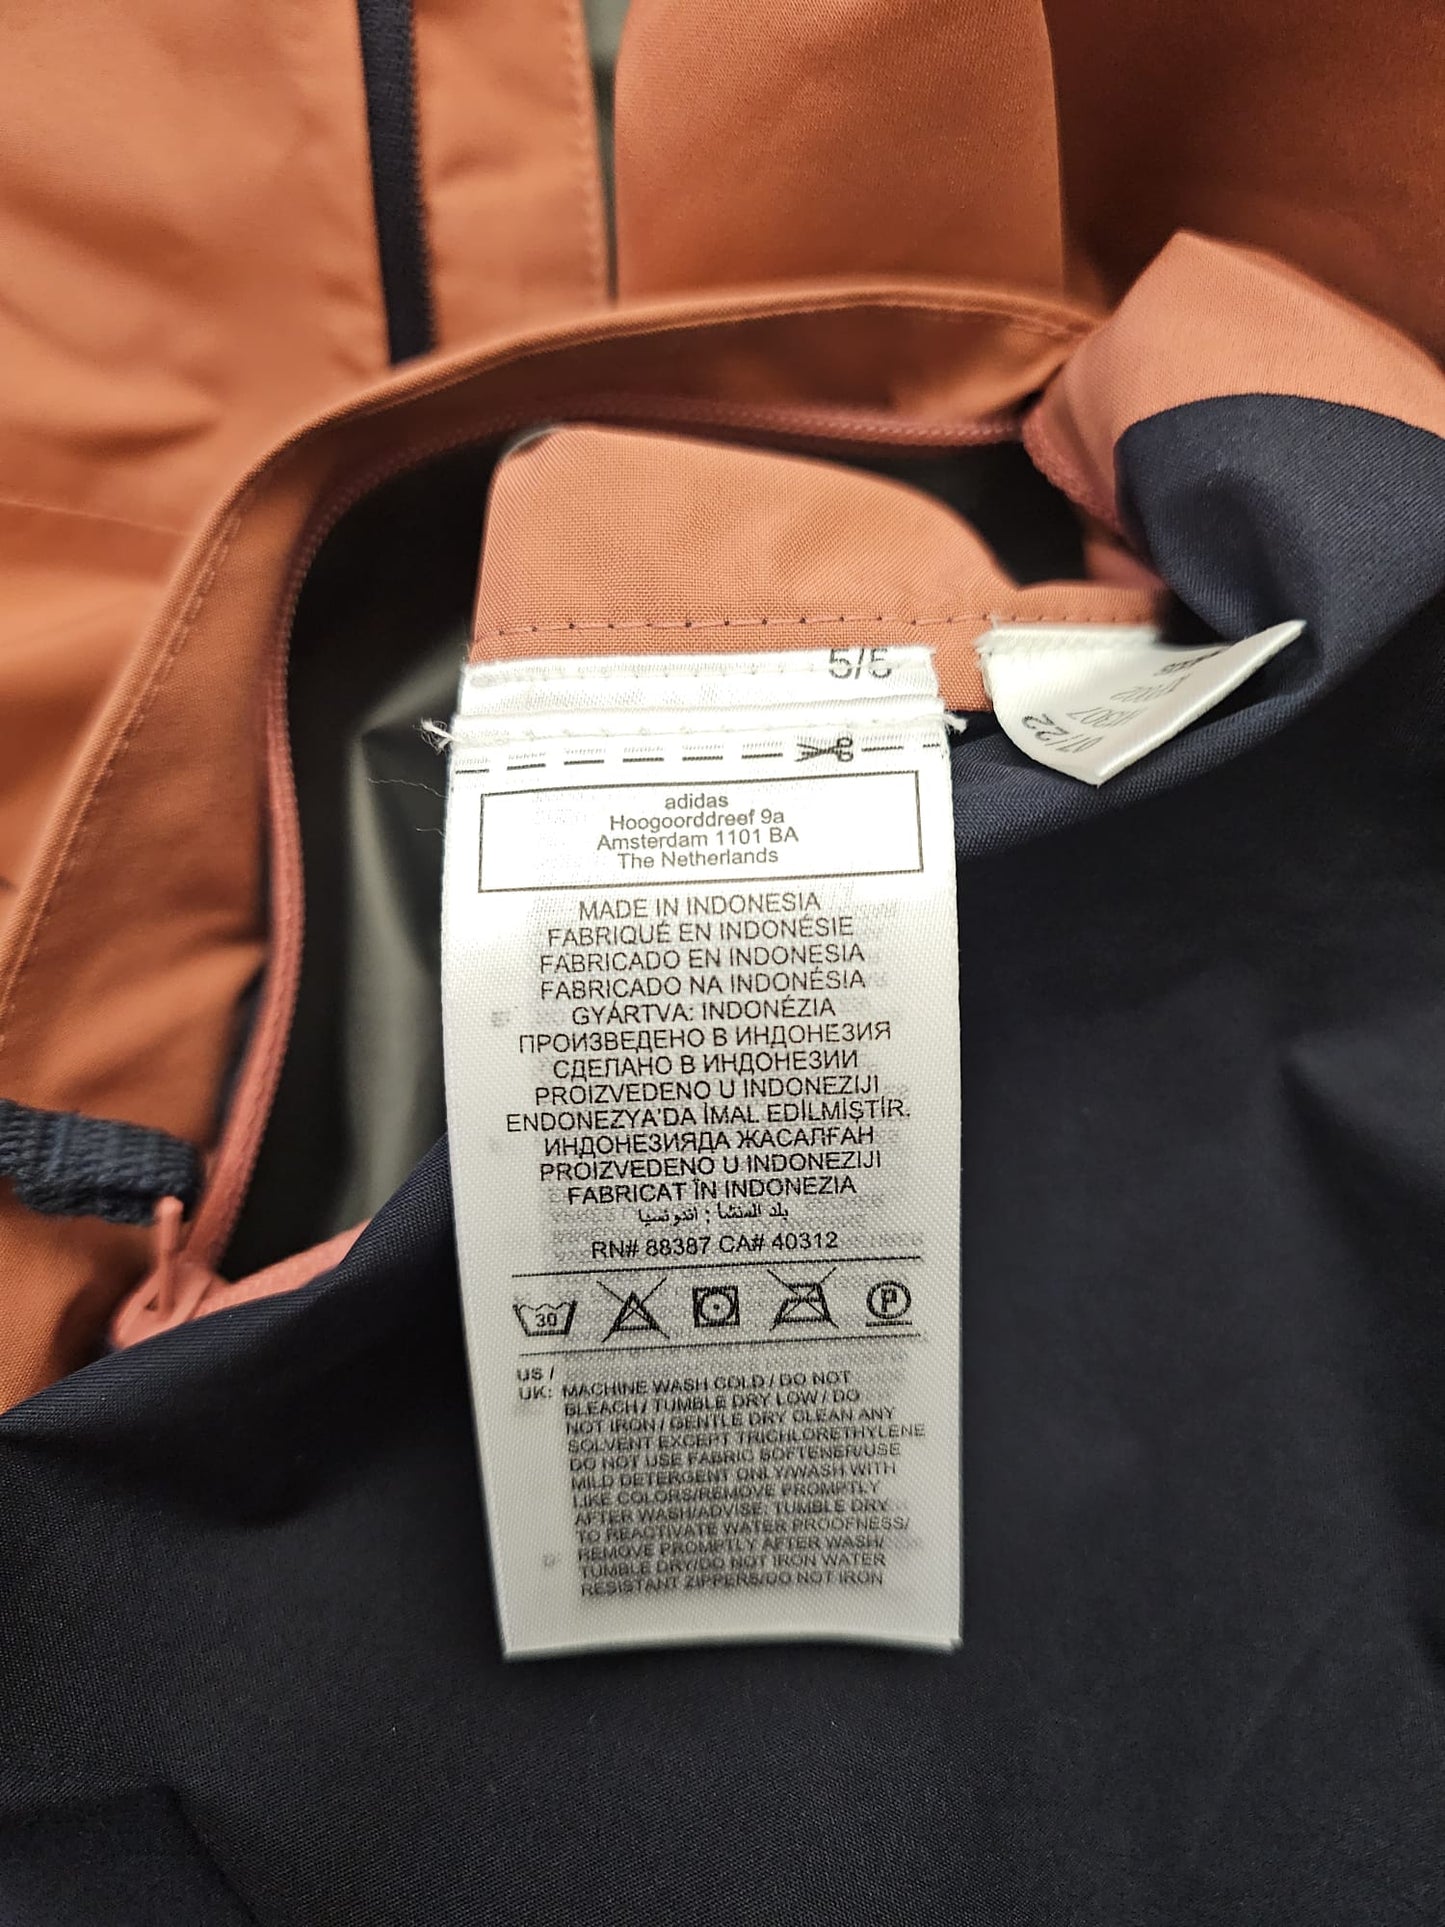 5/5
adidas
Hoogoorddreef 9a
Amsterdam 1101 BA
The Netherlands
MADE IN INDONESIA
FABRIQUÉ EN INDONÉSIE
FABRICADO EN INDONESIA
FABRICADO NA INDONÉSIA
GYÁRTVA: INDONÉZIA
ПРОИЗВЕДЕНО В ИНДОНЕЗИЯ
СДЕЛАНО В ИНДОНЕЗИИ
PROIZVEDENO U INDONEZIJI
ENDONEZYA'DA İMAL EDİLMİŞTİR.
ИНДОНЕЗИЯДА ЖАСАЛҒАН
PROIZVEDENO U INDONEZIJI
FABRICAT ÎN INDONEZIA
بلد المنشأ : أندونسيا
RN# 88387 CA# 40312
30
P
US /
UK: MACHINE WASH COLD / DO NOT
BLEACH / TUMBLE DRY LOW / DO
NOT IRON / GENTLE DRY CLEAN ANY
SOLVENT EXCEPT TRICHLORETHYLENE
DO NOT USE FABRIC SOFTENER/USE
MILD DETERGENT ONLY/WASH WITH
LIKE COLORS/REMOVE PROMPTLY
AFTER WASH/ADVISE: TUMBLE DRY
TO REACTIVATE WATER PROOFNESS/
REMOVE PROMPTLY AFTER WASH/
TUMBLE DRY/DO NOT IRON WATER
RESISTANT ZIPPERS/DO NOT IRON
07/22